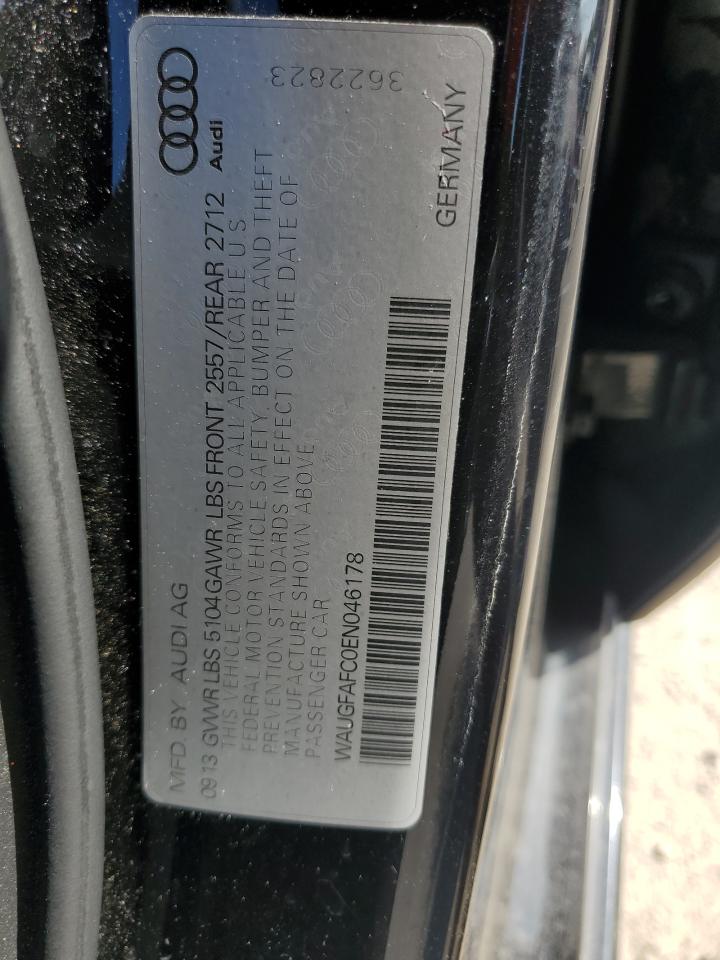 MFD. BY AUDI AG
09 13 GVWR LBS 5104 GAWR LBS FRONT 2557/REAR 2712
Audi
THIS VEHICLE CONFORMS TO ALL APPLICABLE U S
FEDERAL MOTOR VEHICLE SAFETY, BUMPER AND THEFT
PREVENTION STANDARDS IN EFFECT ON THE DATE OF
MANUFACTURE SHOWN ABOVE
PASSENGER CAR
WAUGFAFC0EN046178
GERMANY
3622823